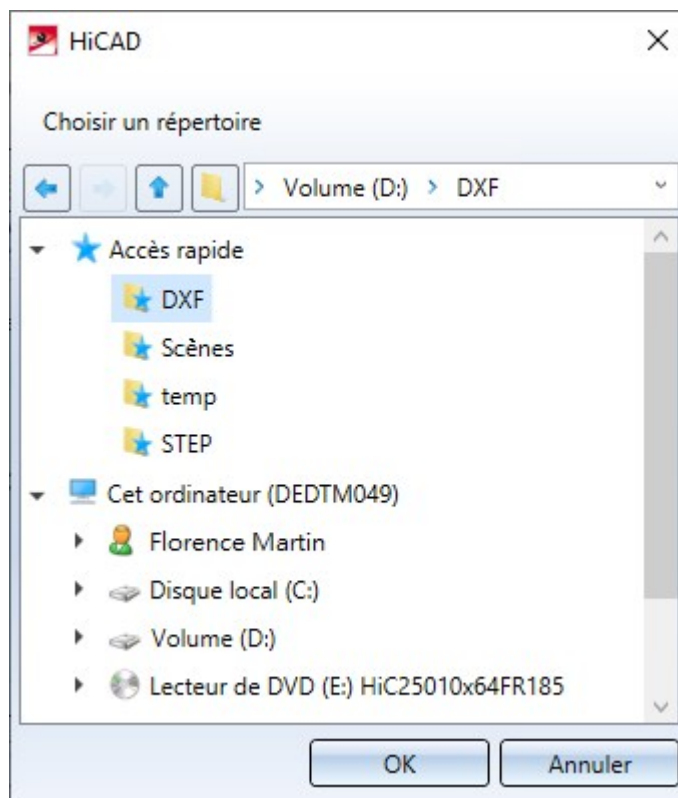 HiCAD
Choisir un répertoire
Volume (D:) DXF
Accès rapide
DXF
Scènes
temp
STEP
Cet ordinateur (DEDTM049)
Florence Martin
Disque local (C:)
Volume (D:)
Lecteur de DVD (E:) HiC25010x64FR185
OK Annuler